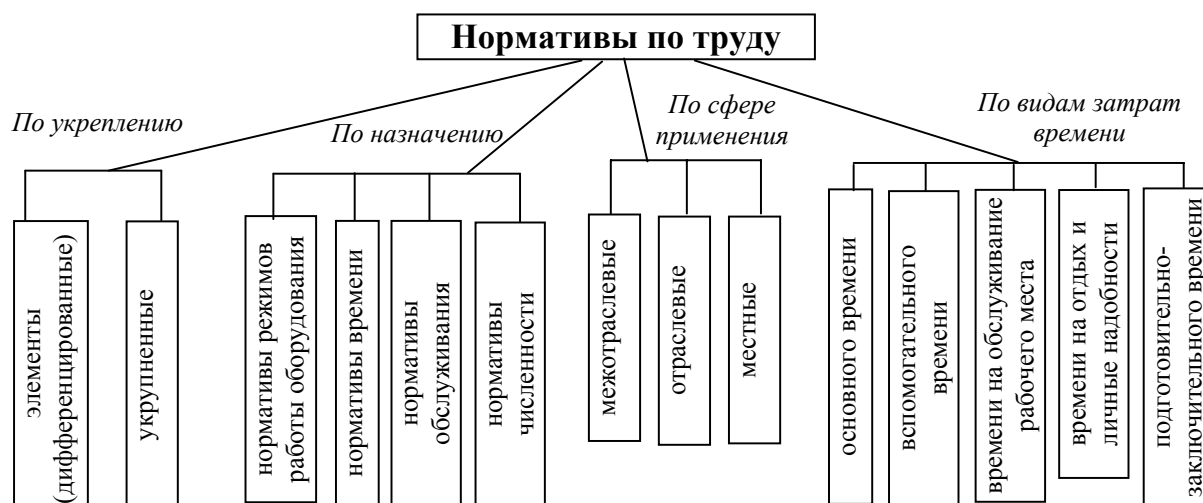 Нормативы по труду
По укреплению
По назначению
По сфере
применения
По видам затрат
времени
элементы
(дифференцированные)
укрупненные
нормативы режимов
работы оборудования
нормативы времени
нормативы
обслуживания
нормативы
численности
межотраслевые
отраслевые
местные
основного времени
вспомогательного
времени
времени на обслуживание
рабочего места
времени на отдых и
личные надобности
подготовительно-
заключительного времени